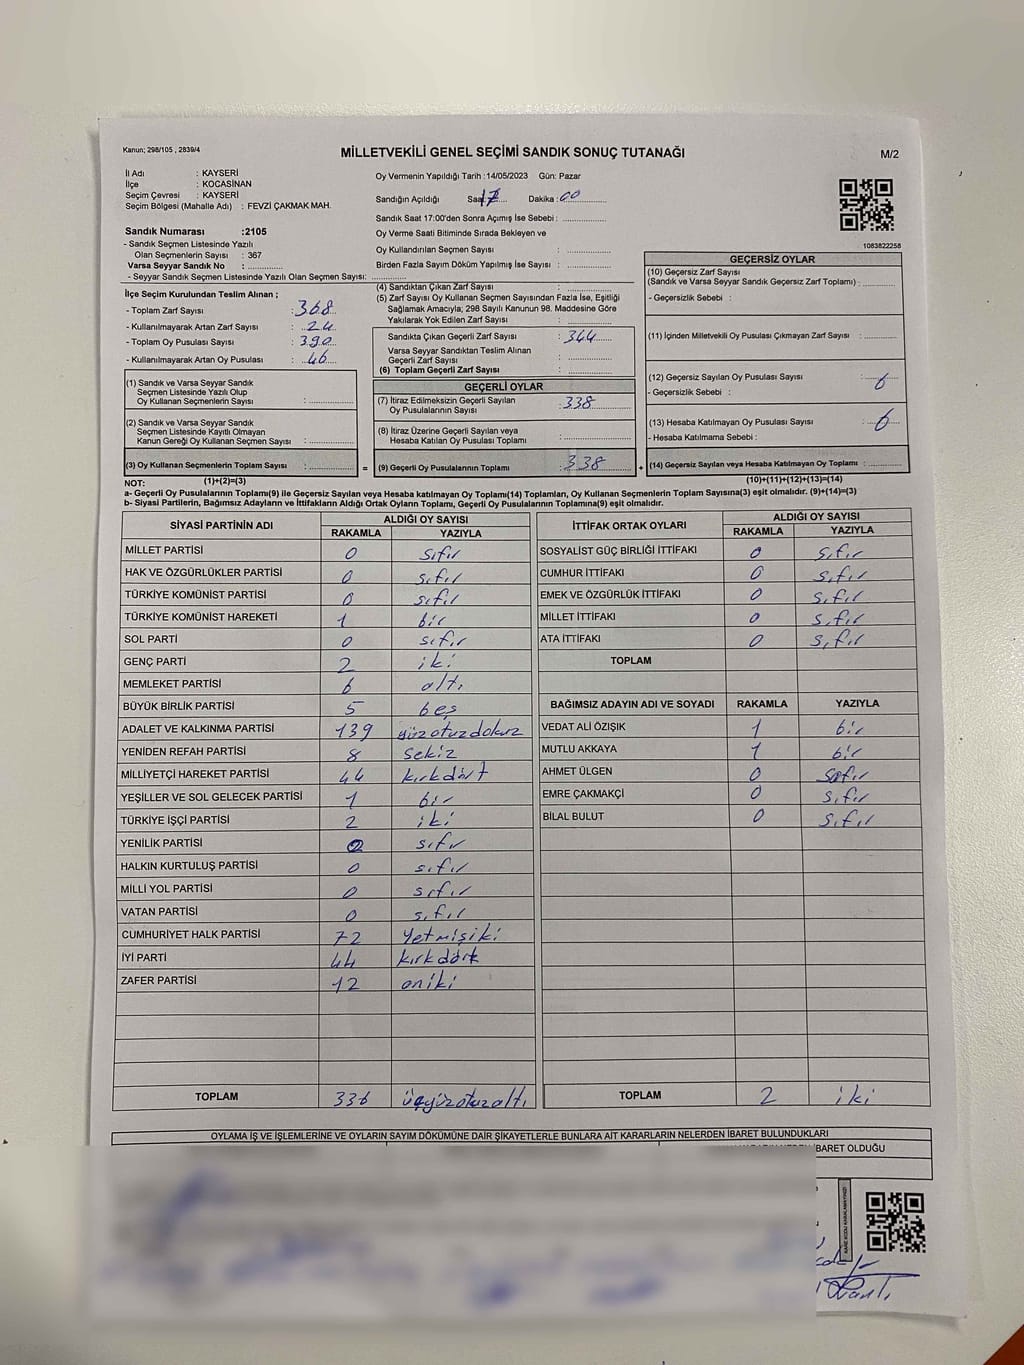 Kanun; 298/105 , 2839/4
MİLLETVEKİLİ GENEL SEÇİMİ SANDIK SONUÇ TUTANAĞI
M/2
İl Adı : KAYSERİ
İlçe : KOCASİNAN
Seçim Çevresi : KAYSERİ
Seçim Bölgesi (Mahalle Adı) : FEVZİ ÇAKMAK MAH.
Oy Vermenin Yapıldığı Tarih :14/05/2023 Gün: Pazar
Sandığın Açıldığı Saat 17 Dakika : 00
Sandık Saat 17:00'den Sonra Açımış İse Sebebi :
Oy Verme Saati Bitiminde Sırada Bekleyen ve
Oy Kullandırılan Seçmen Sayısı :
Birden Fazla Sayım Döküm Yapılmış İse Sayısı :
1083822258
Sandık Numarası :2105
- Sandık Seçmen Listesinde Yazılı
Olan Seçmenlerin Sayısı : 367
Varsa Seyyar Sandık No :
- Seyyar Sandık Seçmen Listesinde Yazılı Olan Seçmen Sayısı:
İlçe Seçim Kurulundan Teslim Alınan ;
- Toplam Zarf Sayısı : 368
- Kullanılmayarak Artan Zarf Sayısı : 24
- Toplam Oy Pusulası Sayısı : 390
- Kullanılmayarak Artan Oy Pusulası : 46
(4) Sandıktan Çıkan Zarf Sayısı :
(5) Zarf Sayısı Oy Kullanan Seçmen Sayısından Fazla İse, Eşitliği
Sağlamak Amacıyla; 298 Sayılı Kanunun 98. Maddesine Göre
Yakılarak Yok Edilen Zarf Sayısı :
Sandıkta Çıkan Geçerli Zarf Sayısı : 344
Varsa Seyyar Sandıktan Teslim Alınan
Geçerli Zarf Sayısı :
(6) Toplam Geçerli Zarf Sayısı :
GEÇERSİZ OYLAR
(10) Geçersiz Zarf Sayısı
(Sandık ve Varsa Seyyar Sandık Geçersiz Zarf Toplamı) :
- Geçersizlik Sebebi :
(11) İçinden Milletvekili Oy Pusulası Çıkmayan Zarf Sayısı :
(12) Geçersiz Sayılan Oy Pusulası Sayısı : 6
- Geçersizlik Sebebi :
(13) Hesaba Katılmayan Oy Pusulası Sayısı : 6
- Hesaba Katılmama Sebebi :
(14) Geçersiz Sayılan veya Hesaba Katılmayan Oy Toplamı :
(10)+(11)+(12)+(13)=(14)
(1) Sandık ve Varsa Seyyar Sandık
Seçmen Listesinde Yazılı Olup
Oy Kullanan Seçmenlerin Sayısı :
(2) Sandık ve Varsa Seyyar Sandık
Seçmen Listesinde Kayıtlı Olmayan
Kanun Gereği Oy Kullanan Seçmen Sayısı :
(3) Oy Kullanan Seçmenlerin Toplam Sayısı : =
(1)+(2)=(3)
GEÇERLİ OYLAR
(7) İtiraz Edilmeksizin Geçerli Sayılan
Oy Pusulalarının Sayısı : 338
(8) İtiraz Üzerine Geçerli Sayılan veya
Hesaba Katılan Oy Pusulası Toplamı :
(9) Geçerli Oy Pusulalarının Toplamı : 338 +
NOT:
a- Geçerli Oy Pusulalarının Toplamı(9) ile Geçersiz Sayılan veya Hesaba katılmayan Oy Toplamı(14) Toplamları, Oy Kullanan Seçmenlerin Toplam Sayısına(3) eşit olmalıdır. (9)+(14)=(3)
b- Siyasi Partilerin, Bağımsız Adayların ve İttifakların Aldığı Ortak Oyların Toplamı, Geçerli Oy Pusulalarının Toplamına(9) eşit olmalıdır.
SİYASİ PARTİNİN ADI
ALDIĞI OY SAYISI
RAKAMLA YAZIYLA
MİLLET PARTİSİ 0 sıfır
HAK VE ÖZGÜRLÜKLER PARTİSİ 0 sıfır
TÜRKİYE KOMÜNİST PARTİSİ 0 sıfır
TÜRKİYE KOMÜNİST HAREKETİ 1 bir
SOL PARTİ 0 sıfır
GENÇ PARTİ 2 iki
MEMLEKET PARTİSİ 6 altı
BÜYÜK BİRLİK PARTİSİ 5 beş
ADALET VE KALKINMA PARTİSİ 139 yüzotuzdokuz
YENİDEN REFAH PARTİSİ 8 sekiz
MİLLİYETÇİ HAREKET PARTİSİ 44 kırkdört
YEŞİLLER VE SOL GELECEK PARTİSİ 1 bir
TÜRKİYE İŞÇİ PARTİSİ 2 iki
YENİLİK PARTİSİ 0 sıfır
HALKIN KURTULUŞ PARTİSİ 0 sıfır
MİLLİ YOL PARTİSİ 0 sıfır
VATAN PARTİSİ 0 sıfır
CUMHURİYET HALK PARTİSİ 72 yetmişiki
İYİ PARTİ 44 kırkdört
ZAFER PARTİSİ 12 oniki
TOPLAM 336 üçyüzotuzaltı
İTTİFAK ORTAK OYLARI
ALDIĞI OY SAYISI
RAKAMLA YAZIYLA
SOSYALİST GÜÇ BİRLİĞİ İTTİFAKI 0 sıfır
CUMHUR İTTİFAKI 0 sıfır
EMEK VE ÖZGÜRLÜK İTTİFAKI 0 sıfır
MİLLET İTTİFAKI 0 sıfır
ATA İTTİFAKI 0 sıfır
TOPLAM
BAĞIMSIZ ADAYIN ADI VE SOYADI RAKAMLA YAZIYLA
VEDAT ALİ ÖZIŞIK 1 bir
MUTLU AKKAYA 1 bir
AHMET ÜLGEN 0 sıfır
EMRE ÇAKMAKÇI 0 sıfır
BİLAL BULUT 0 sıfır
TOPLAM 2 iki
OYLAMA İŞ VE İŞLEMLERİNE VE OYLARIN SAYIM DÖKÜMÜNE DAİR ŞİKAYETLERLE BUNLARA AİT KARARLARIN NELERDEN İBARET BULUNDUKLARI
İBARET OLDUĞU